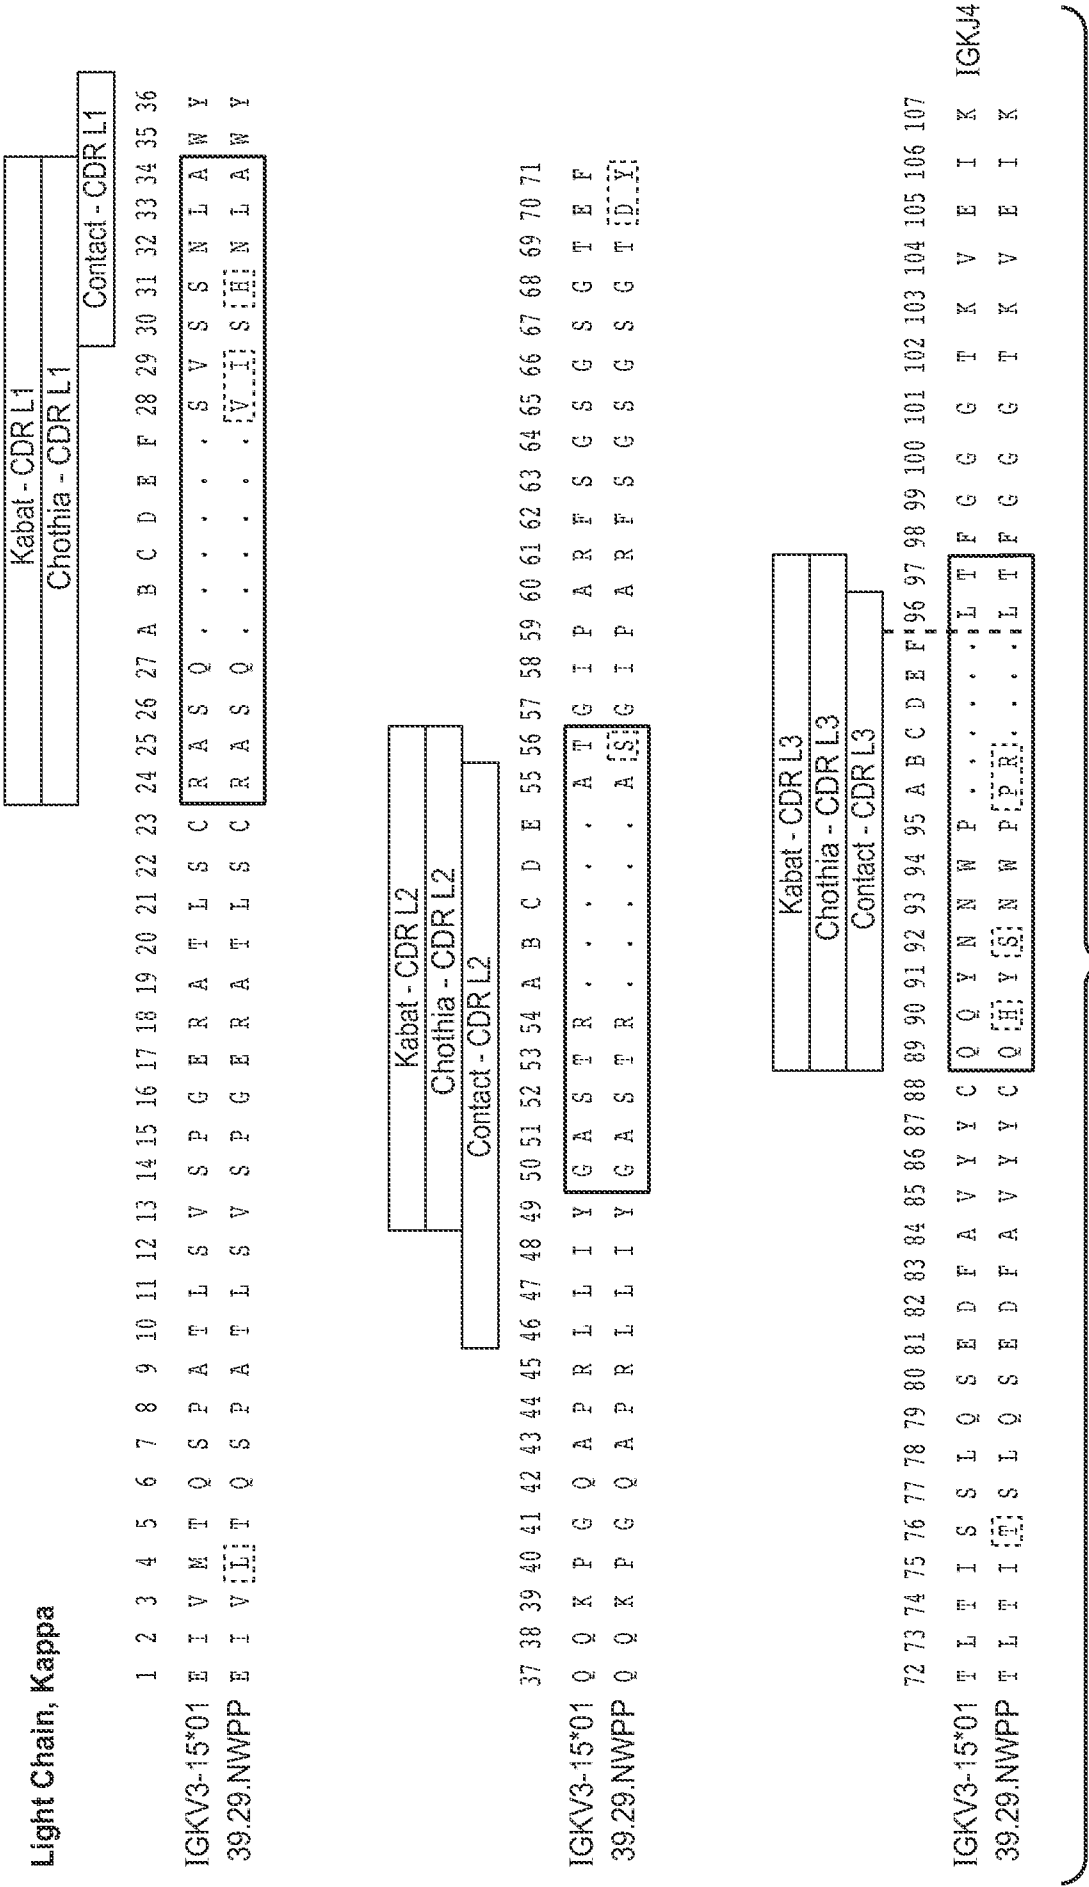 Light Chain, Kappa
Kabat - CDR L1
Chothia - CDR L1
Contact - CDR L1
1 2 3 4 5 6 7 8 9 10 11 12 13 14 15 16 17 18 19 20 21 22 23 24 25 26 27 A B C D E F 28 29 30 31 32 33 34 35 36
IGKV3-15*01 E I V M T Q S P A T L S V S P G E R A T L S C R A S Q . . . . . . S V S S N L A W Y
39.29.NWPP E I V L T Q S P A T L S V S P G E R A T L S C R A S Q . . . . . . V I S H N L A W Y
Kabat - CDR L2
Chothia - CDR L2
Contact - CDR L2
37 38 39 40 41 42 43 44 45 46 47 48 49 50 51 52 53 54 A B C D E 55 56 57 58 59 60 61 62 63 64 65 66 67 68 69 70 71
IGKV3-15*01 Q Q K P G Q A P R L L I Y G A S T R . . . . . A T G I P A R F S G S G S G T E F
39.29.NWPP Q Q K P G Q A P R L L I Y G A S T R . . . . . A S G I P A R F S G S G S G T D Y
Kabat - CDR L3
Chothia - CDR L3
Contact - CDR L3
72 73 74 75 76 77 78 79 80 81 82 83 84 85 86 87 88 89 90 91 92 93 94 95 A B C D E F 96 97 98 99 100 101 102 103 104 105 106 107
IGKV3-15*01 T L T I S S L Q S E D F A V Y Y C Q Q Y N N W P . . . . . . L T F G G G T K V E I K IGKJ4
39.29.NWPP T L T I T S L Q S E D F A V Y Y C Q H Y S N W P P R . . . . L T F G G G T K V E I K